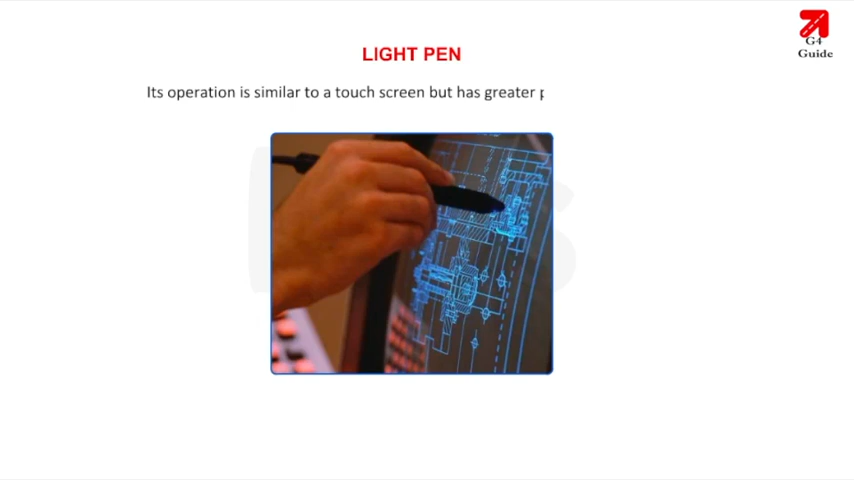 G4
Guide
LIGHT PEN
Its operation is similar to a touch screen but has greater